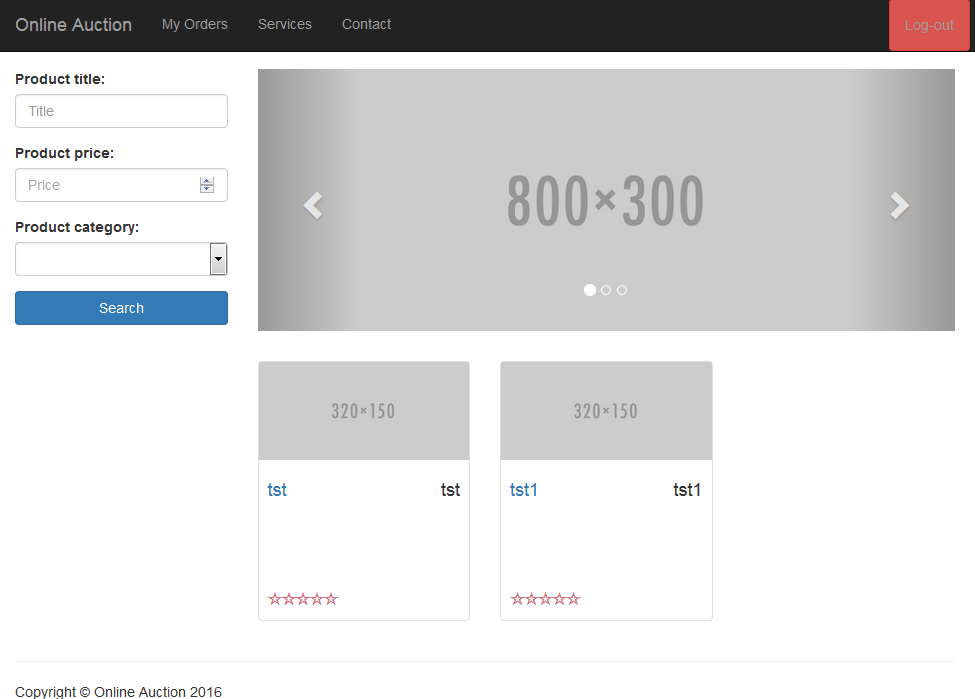 Online Auction My Orders Services Contact Log-out
Product title:
Title
Product price:
Price
Product category:
Search
800×300
320×150 320×150
tst tst tst1 tst1
Copyright © Online Auction 2016